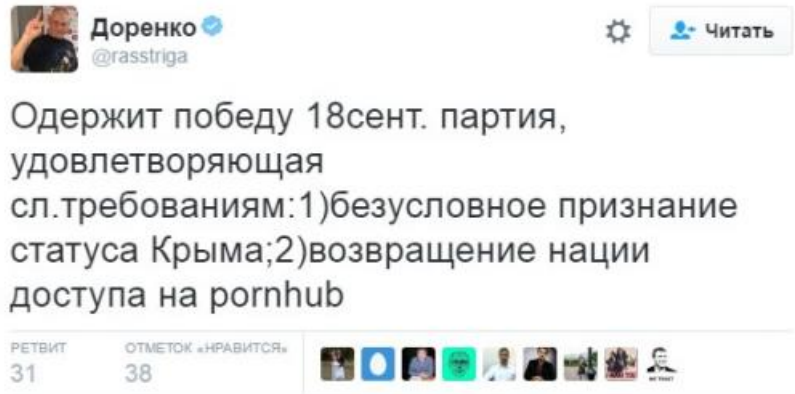 Доренко
@rasstriga
Читать
Одержит победу 18сент. партия,
удовлетворяющая
сл.требованиям:1)безусловное признание
статуса Крыма;2)возвращение нации
доступа на pornhub
РЕТВИТ ОТМЕТОК «НРАВИТСЯ»
31 38